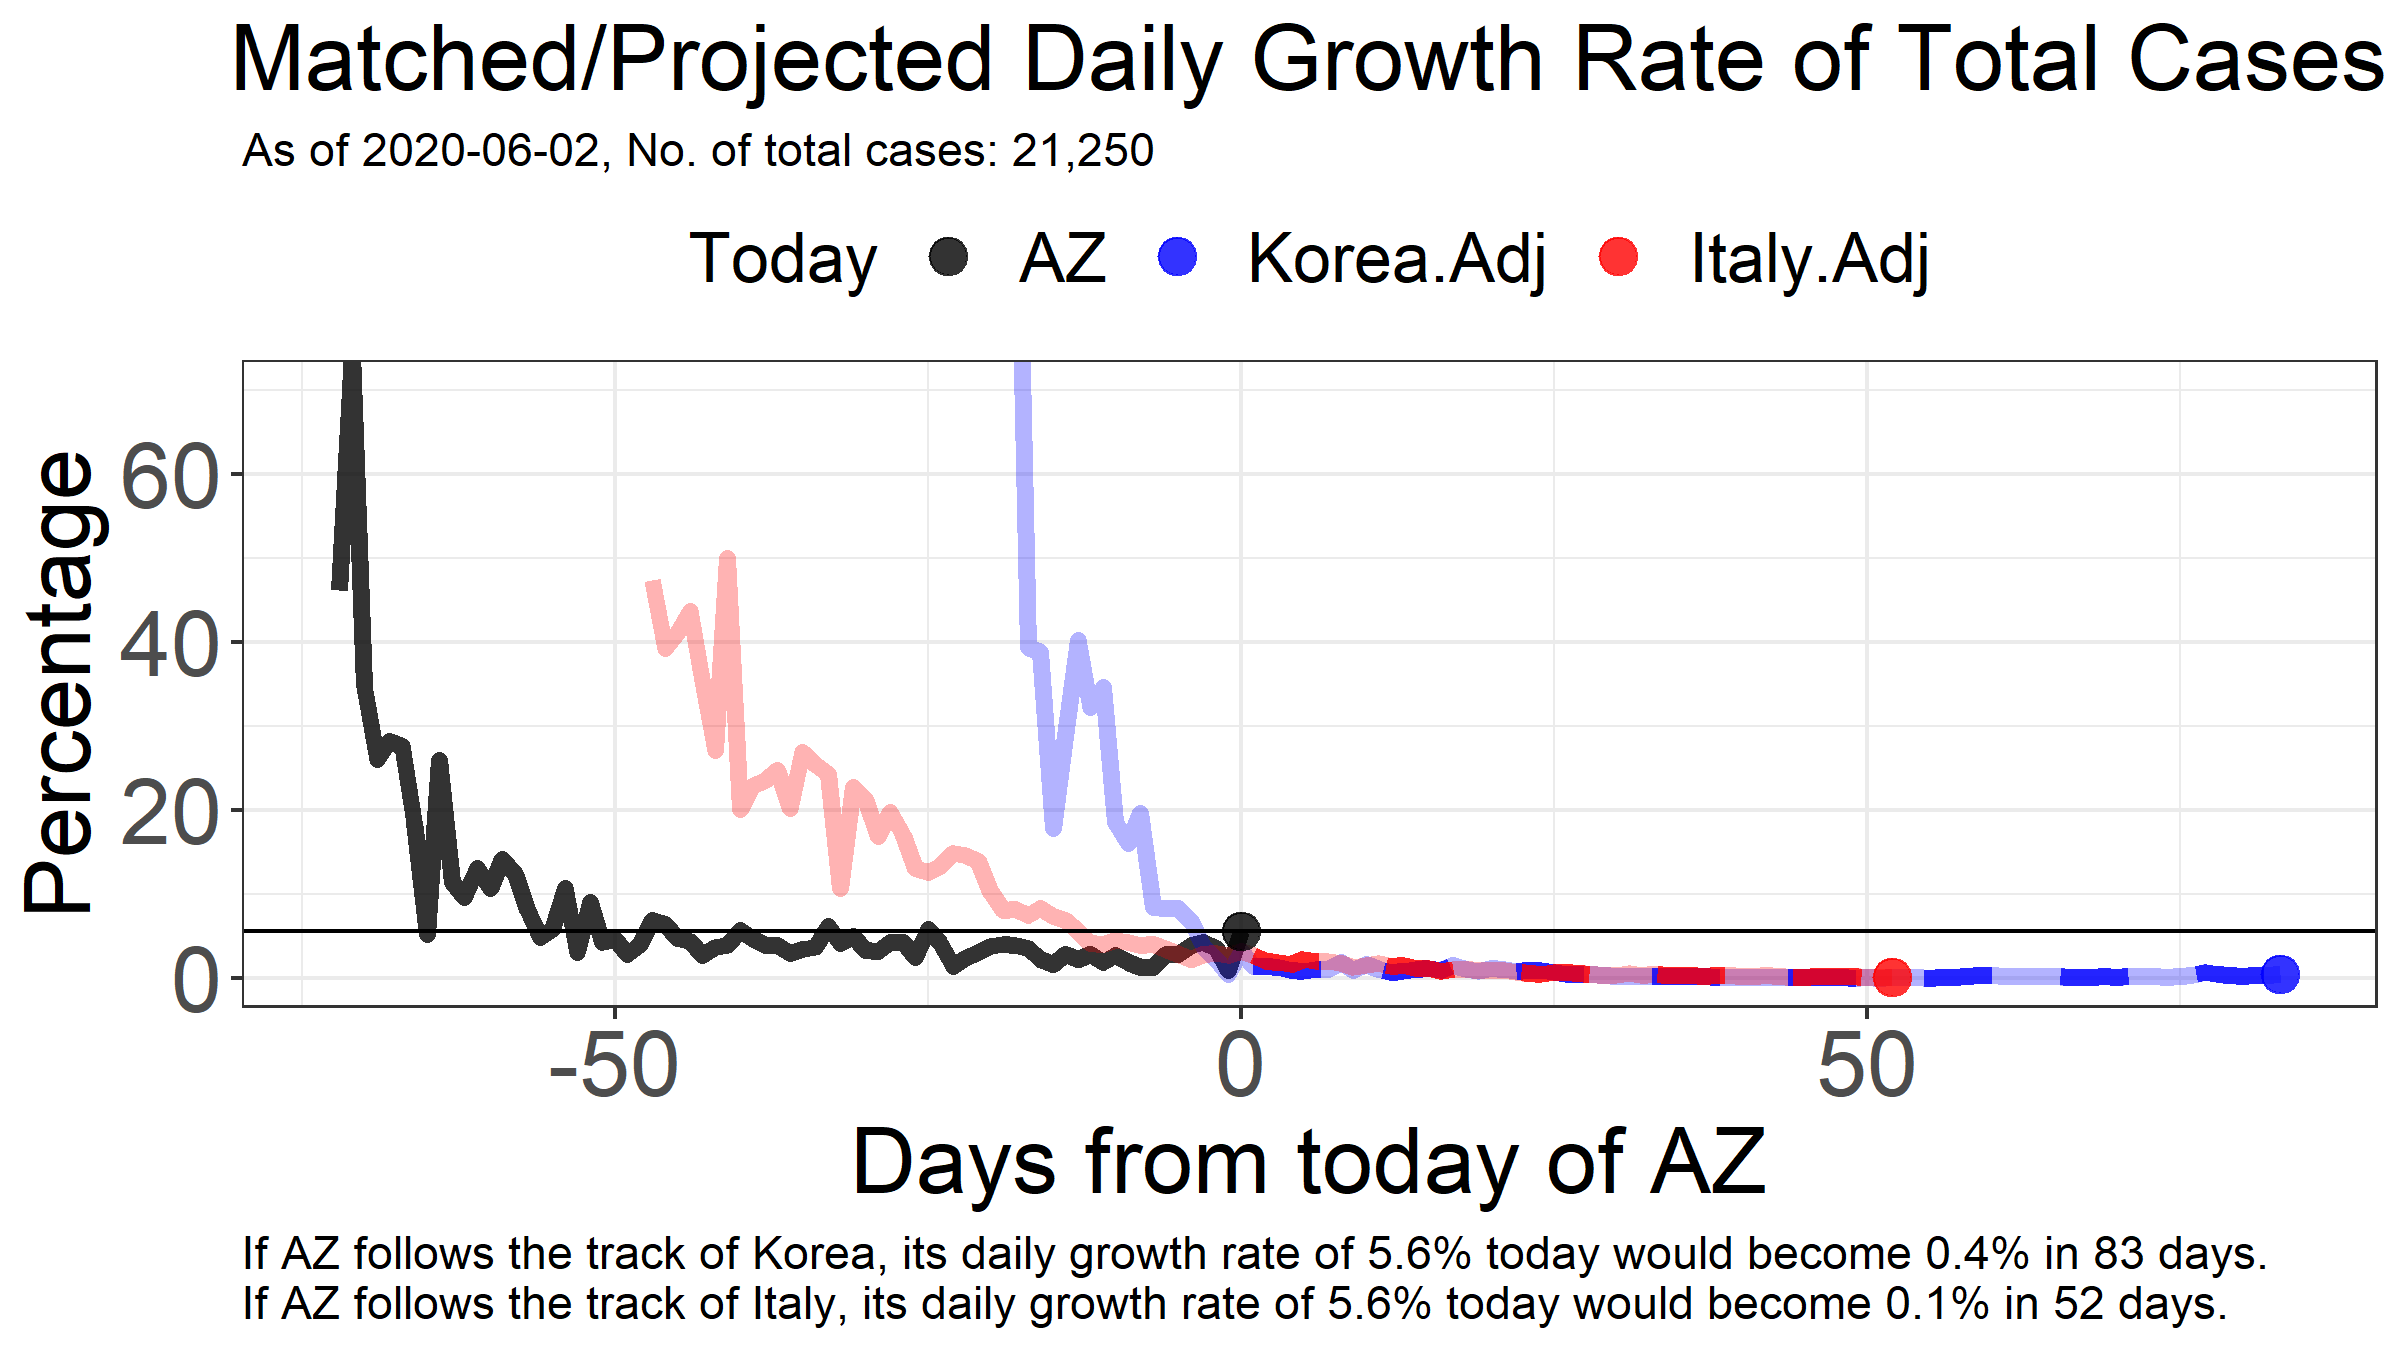 Matched/Projected Daily Growth Rate of Total Cases
As of 2020-06-02, No. of total cases: 21,250
Today AZ Korea.Adj Italy.Adj
Percentage
60
40
20
0
-50 0 50
Days from today of AZ
If AZ follows the track of Korea, its daily growth rate of 5.6% today would become 0.4% in 83 days.
If AZ follows the track of Italy, its daily growth rate of 5.6% today would become 0.1% in 52 days.